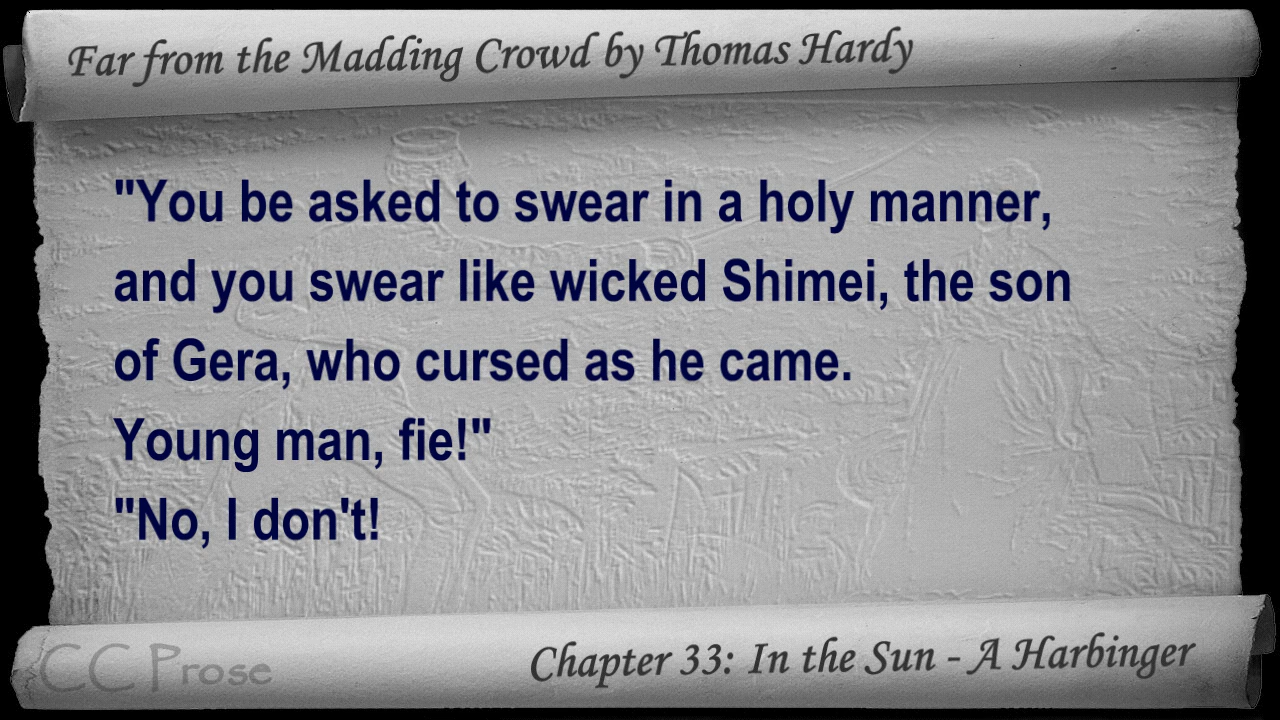 Far from the Madding Crowd by Thomas Hardy
"You be asked to swear in a holy manner,
and you swear like wicked Shimei, the son
of Gera, who cursed as he came.
Young man, fie!"
"No, I don't!
CC Prose
Chapter 33: In the Sun - A Harbinger